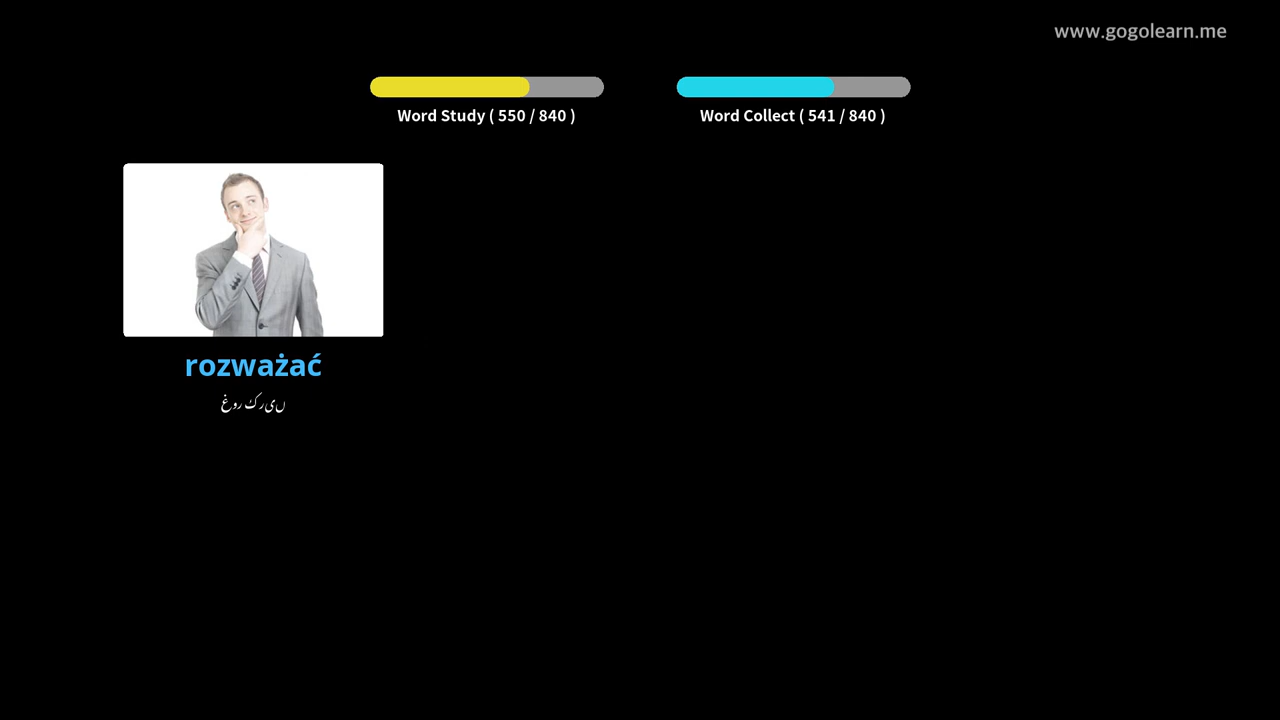 www.gogolearn.me
Word Study ( 550 / 840 )
Word Collect ( 541 / 840 )
rozważać
غور کریں